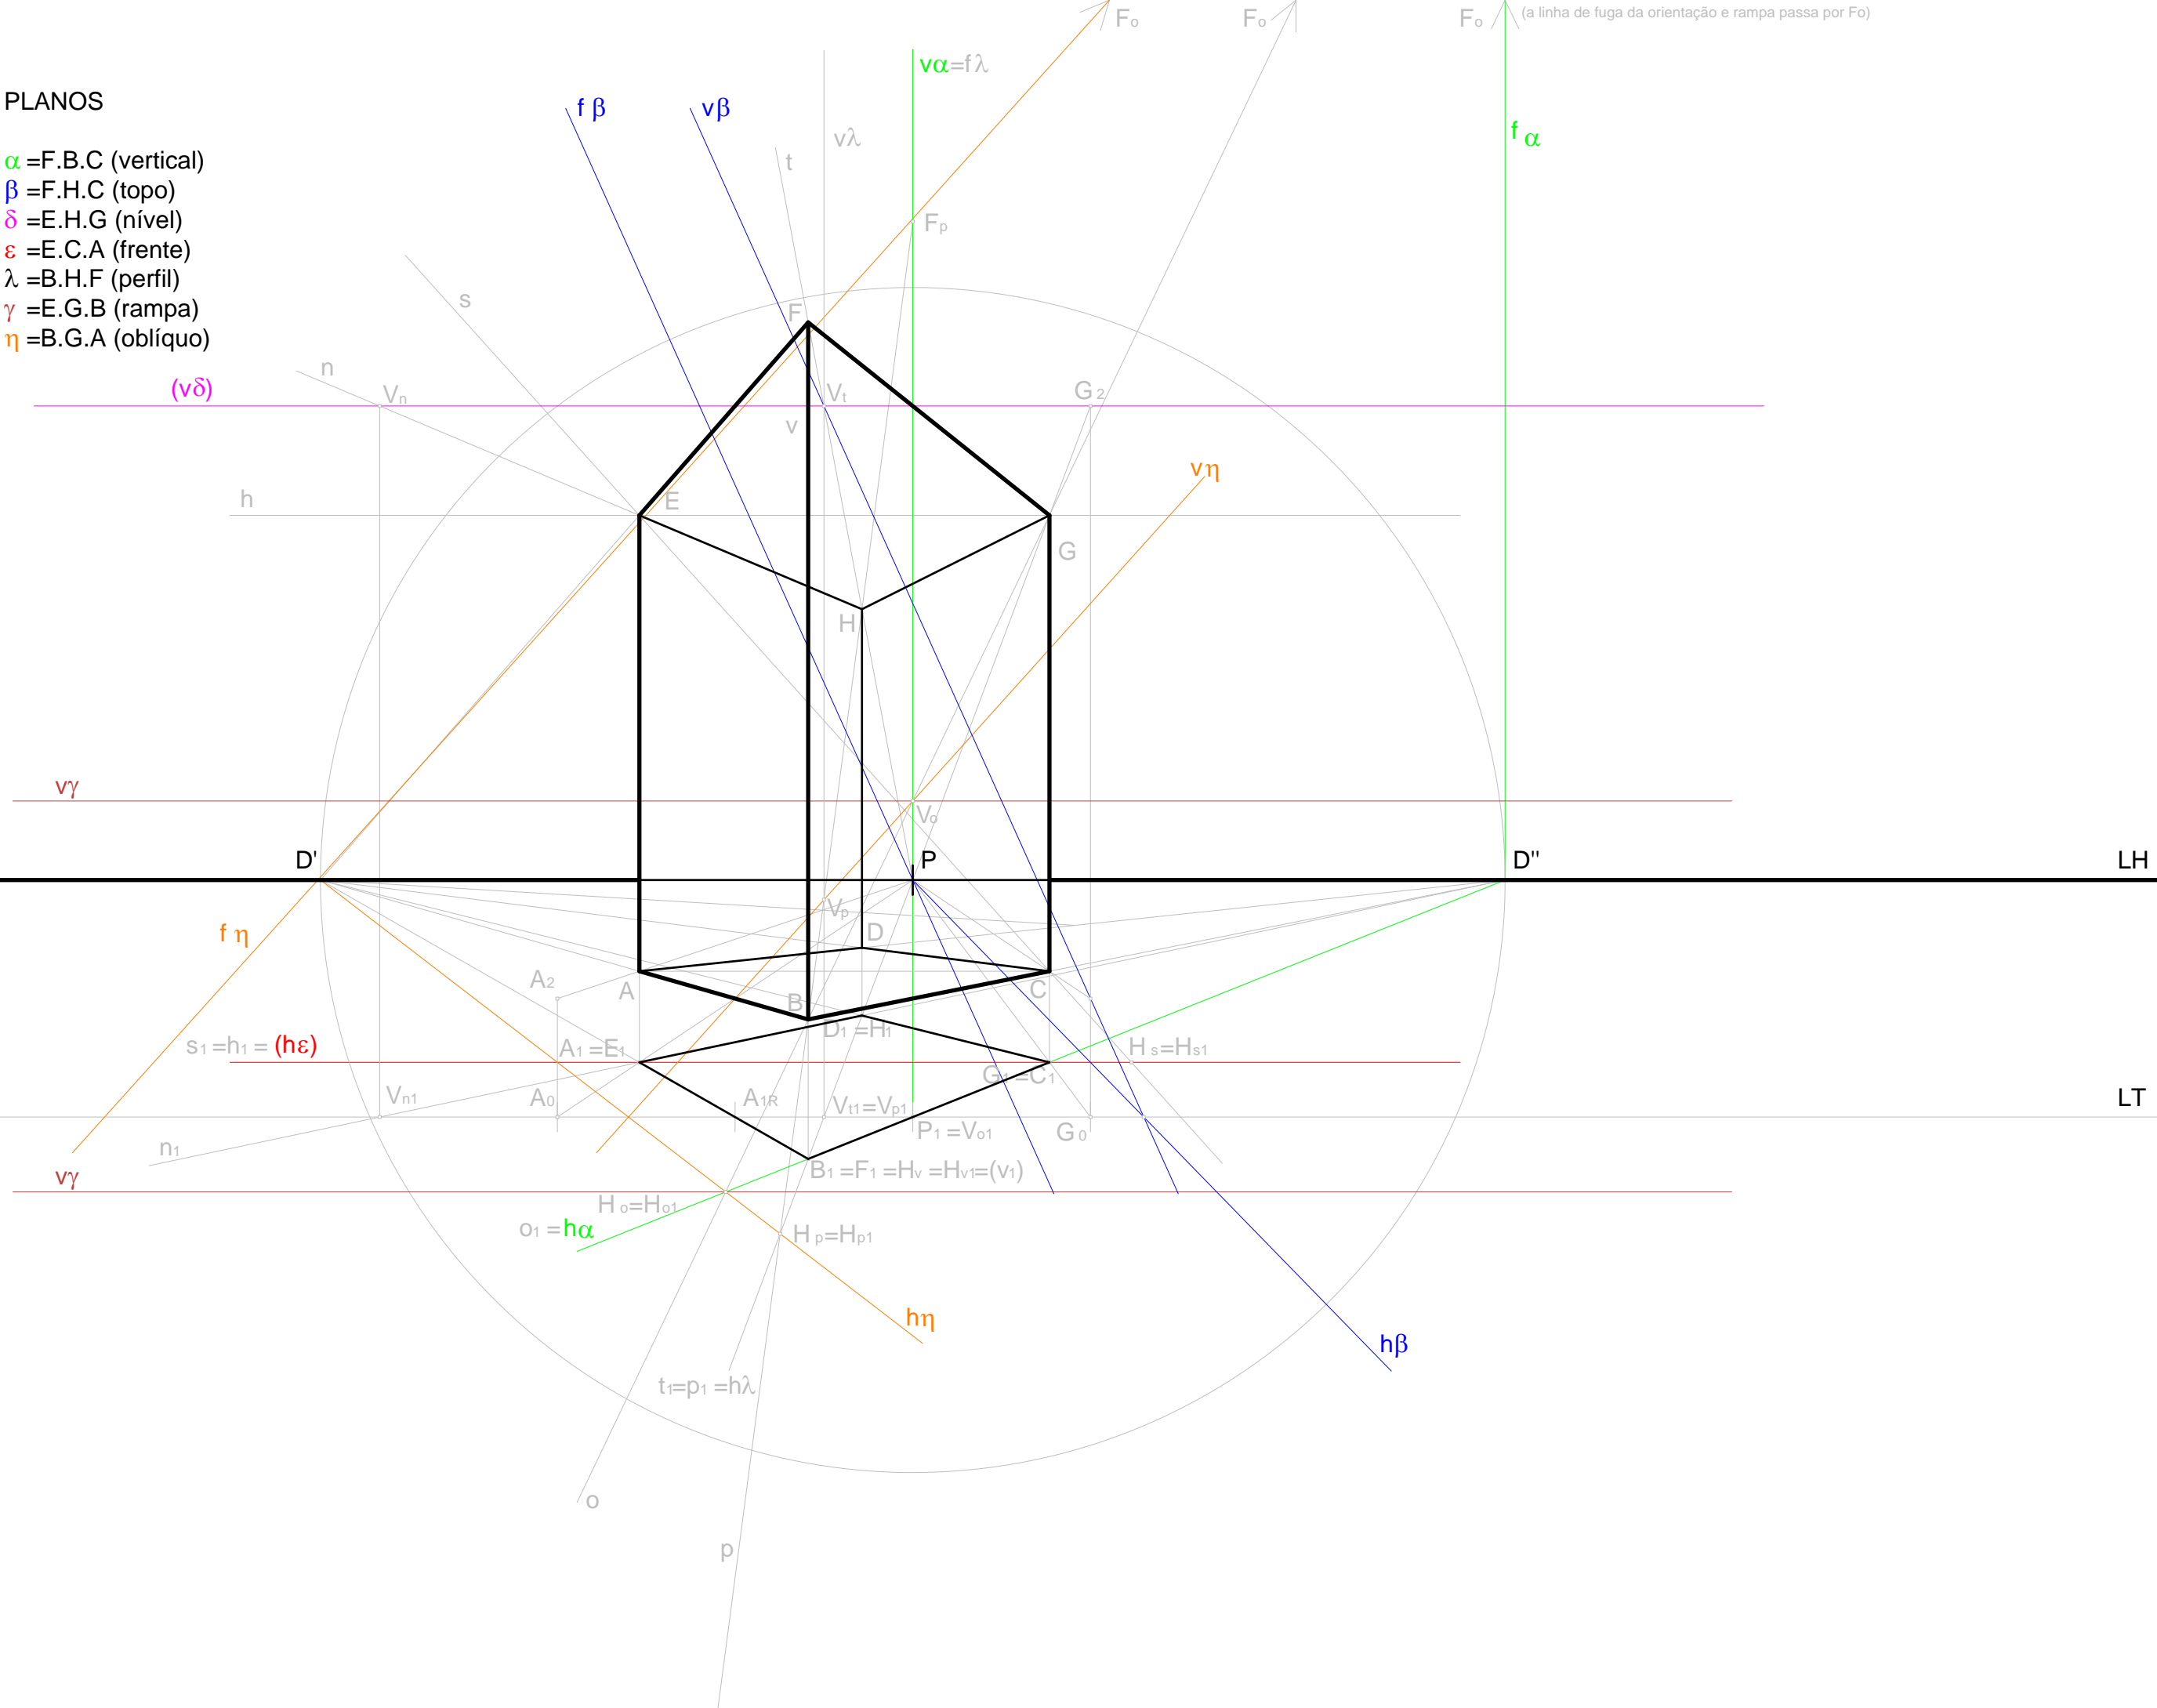 Fo
Fo
Fo
(a linha de fuga da orientação e rampa passa por Fo)
vα=fλ
PLANOS
f β
vβ
vλ
f α
t
α =F.B.C (vertical)
β =F.H.C (topo)
δ =E.H.G (nível)
ε =E.C.A (frente)
λ =B.H.F (perfil)
γ =E.G.B (rampa)
η =B.G.A (oblíquo)
Fp
s
F
n
(vδ)
Vn
Vt
G2
v
vη
h
E
G
H
vγ
Vo
D'
P
D''
LH
Vp
f η
D
A2
A
B
C
D1 =H1
s1 =h1 = (hε)
A1 =E1
Hs=Hs1
G1 =C1
Vn1
A0
A1R
Vt1=Vp1
LT
P1 =Vo1
G0
n1
vγ
B1 =F1 =Hv =Hv1=(v1)
Ho=Ho1
o1 =hα
Hp=Hp1
hη
hβ
t1=p1 =hλ
o
p